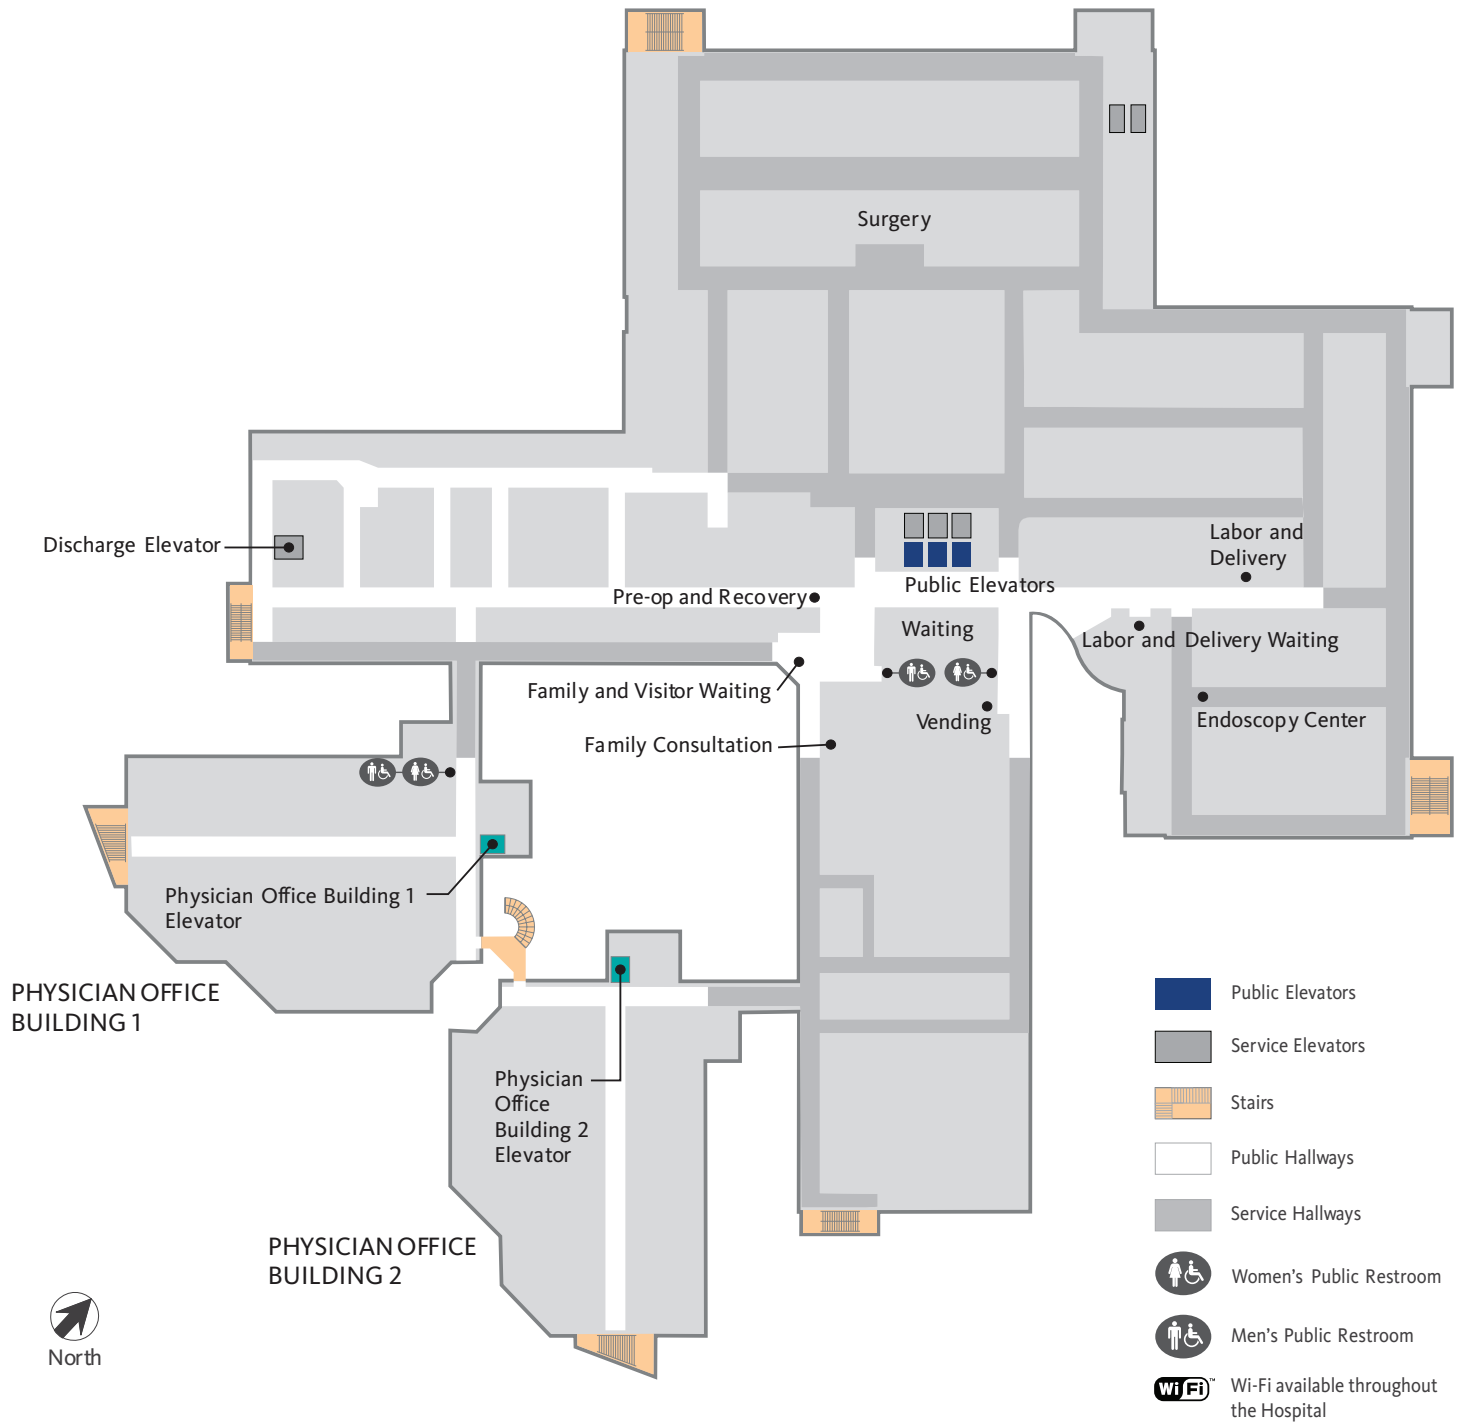 Surgery
Discharge Elevator
Labor and
Delivery
Public Elevators
Pre-op and Recovery
Waiting
Labor and Delivery Waiting
Family and Visitor Waiting
Vending
Endoscopy Center
Family Consultation
Physician Office Building 1
Elevator
PHYSICIAN OFFICE
BUILDING 1
Physician
Office
Building 2
Elevator
PHYSICIAN OFFICE
BUILDING 2
North
Public Elevators
Service Elevators
Stairs
Public Hallways
Service Hallways
Women's Public Restroom
Men's Public Restroom
Wi Fi™
Wi-Fi available throughout
the Hospital